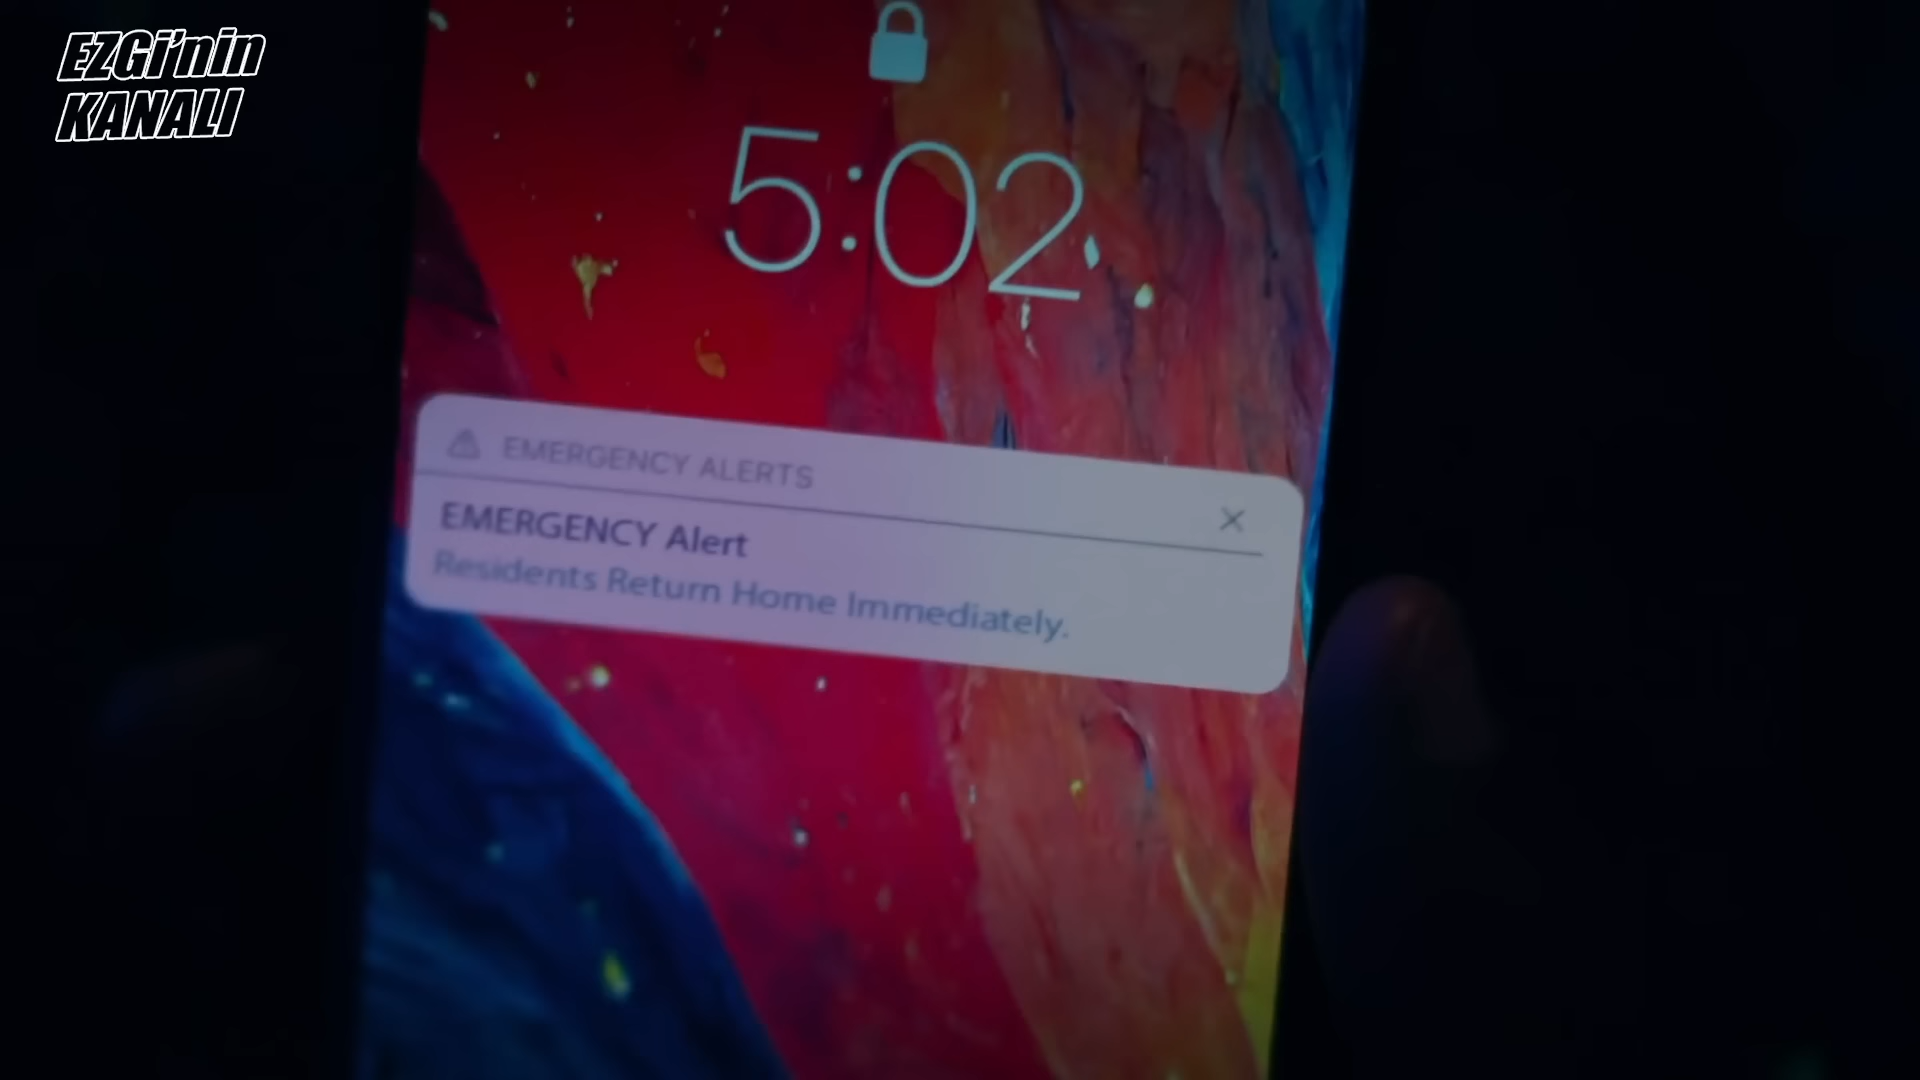 EZGi'nin
KANALI
5:02
EMERGENCY ALERTS
EMERGENCY Alert
Residents Return Home Immediately.